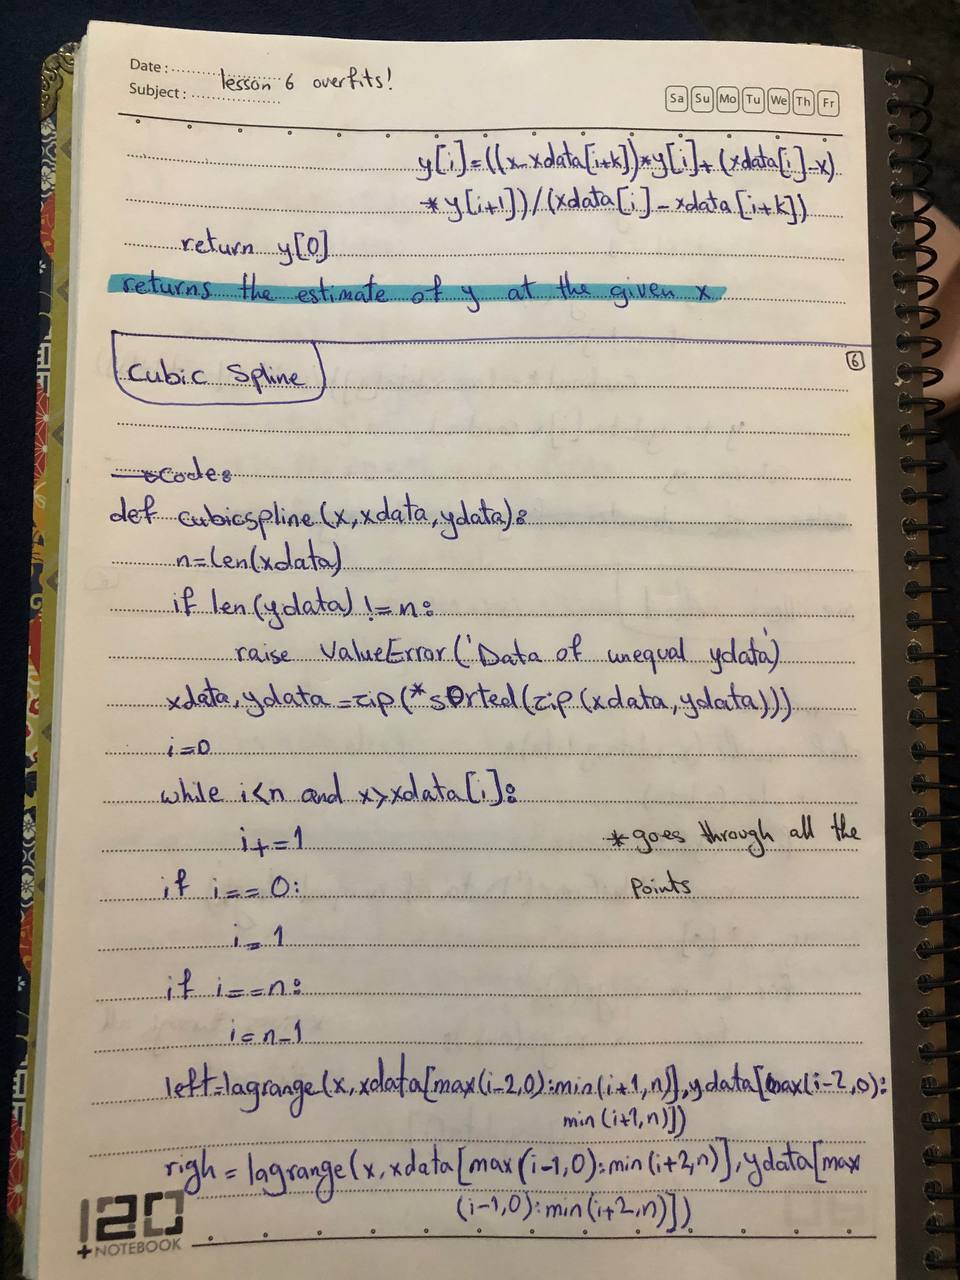 Date : lesson 6 overfits!
Subject :
Sa Su Mo Tu We Th Fr
y[i]=((x-xdata[i+k])*y[i]+(xdata[i]-x)
*y[i+1])/(xdata[i]-xdata[i+k])
return y[0]
returns the estimate of y at the given x
6
Cubic Spline
code:
def cubicspline(x,xdata,ydata):
n=len(xdata)
if len(ydata) != n:
raise ValueError('Data of unequal ydata')
xdata,ydata =zip(*sorted(zip(xdata,ydata)))
i=0
while i<n and x>xdata[i]:
i+=1
*goes through all the
if i==0:
points
i=1
if i==n:
i=n-1
left=lagrange(x,xdata[max(i-2,0):min(i+1,n)],ydata[max(i-2,0):
min(i+1,n)])
righ=lagrange(x,xdata[max(i-1,0):min(i+2,n)],ydata[max
(i-1,0):min(i+2,n)])
120
+NOTEBOOK